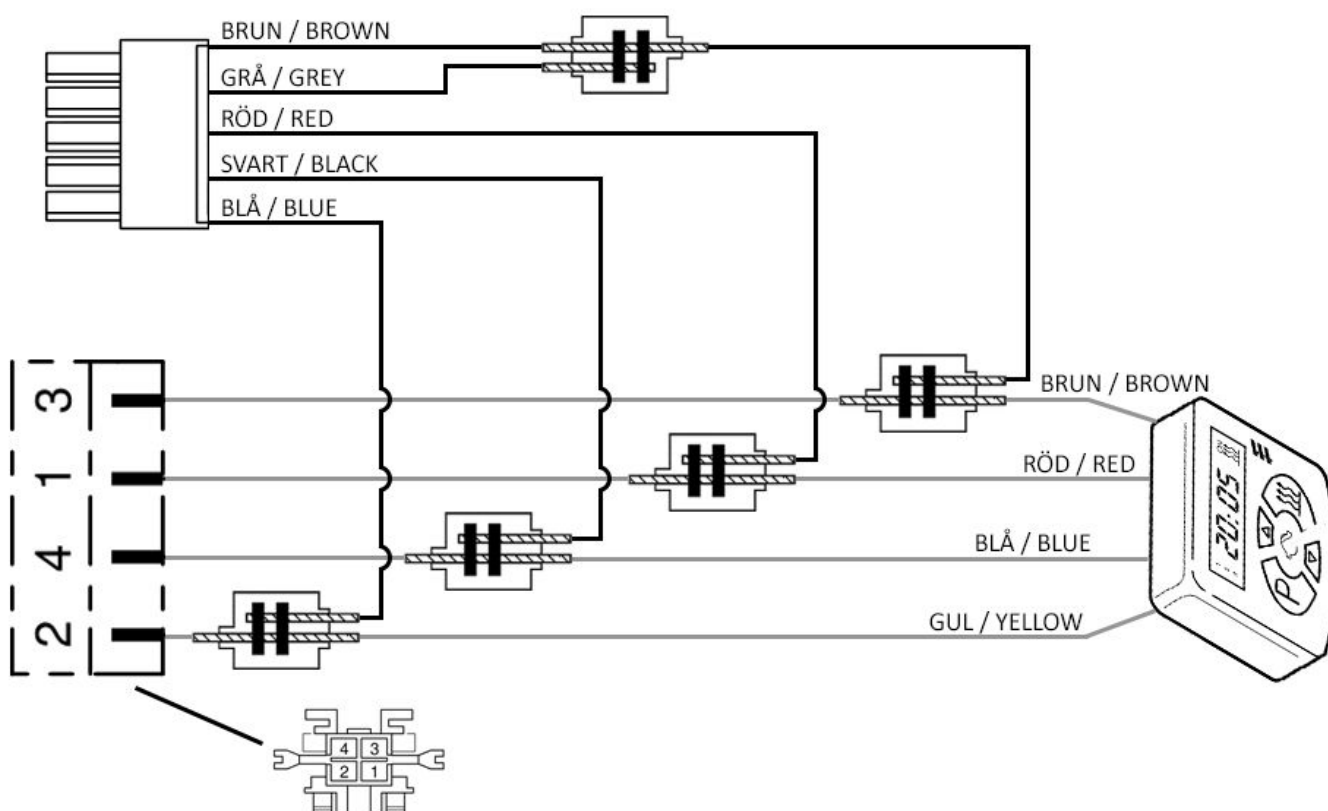 BRUN / BROWN
GRÅ / GREY
RÖD / RED
SVART / BLACK
BLÅ / BLUE
3
1
4
2
BRUN / BROWN
RÖD / RED
BLÅ / BLUE
GUL / YELLOW
20:05
P
4 3
2 1